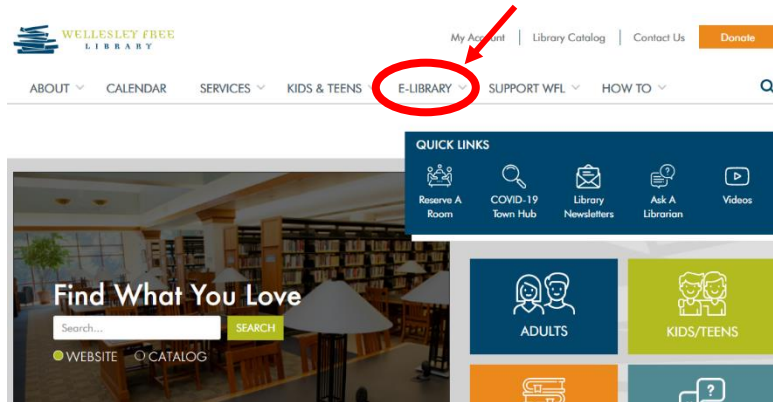 WELLESLEY FREE
LIBRARY
My Account | Library Catalog | Contact Us
Donate
ABOUT CALENDAR SERVICES KIDS & TEENS E-LIBRARY SUPPORT WFL HOW TO
QUICK LINKS
Reserve A
Room
COVID-19
Town Hub
Library
Newsletters
Ask A
Librarian
Videos
Find What You Love
Search...
SEARCH
WEBSITE CATALOG
ADULTS
KIDS/TEENS